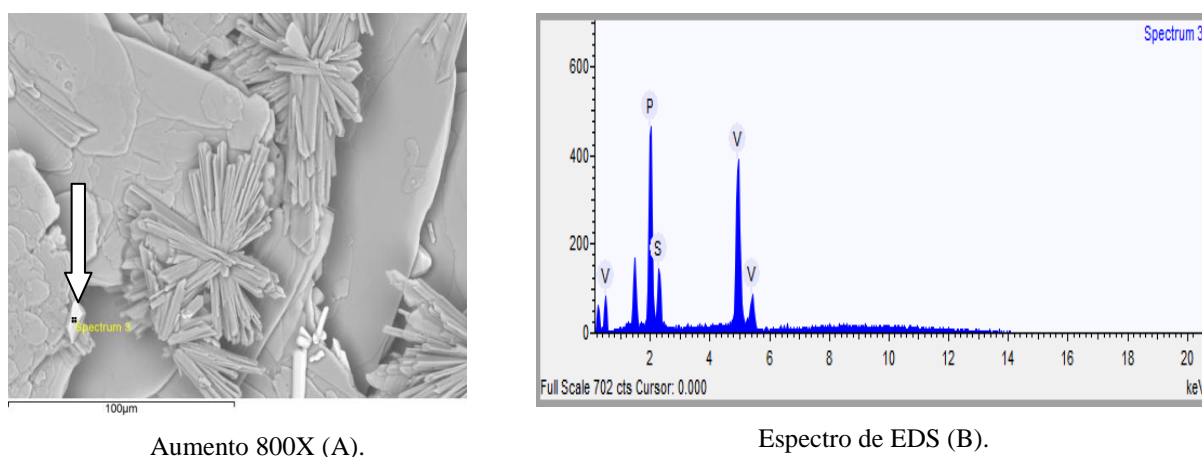 Spectrum 3
100µm
Aumento 800X (A).
Spectrum 3
600
400
200
0
P
V
S
V
V
2 4 6 8 10 12 14 16 18 20
Full Scale 702 cts Cursor: 0.000
keV
Espectro de EDS (B).